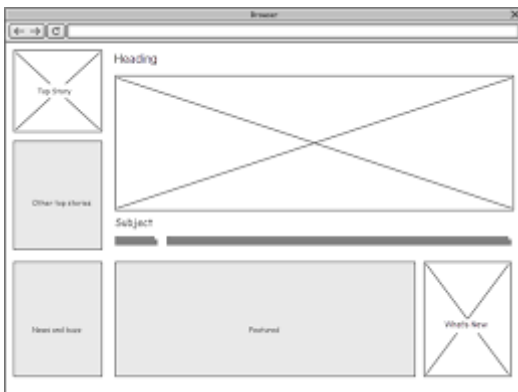 Browser
Heading
Top Story
Other top stories
Subject
News and buzz
Featured
Whats New